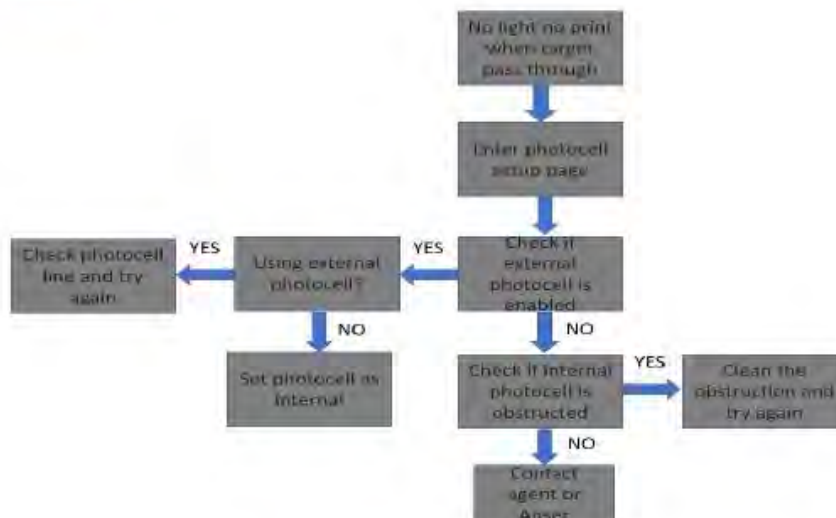 No light no print
when target
pass through
Enter photocell
setup page
Check if
external
photocell is
enabled
YES
Using external
photocell?
YES
Check photocell
line and try
again
NO
Set photocell as
internal
NO
Check if internal
photocell is
obstructed
YES
Clean the
obstruction and
try again
NO
Contact
agent or
Anser